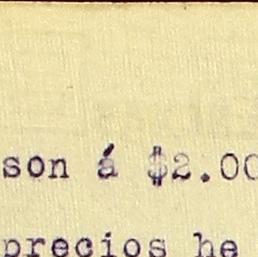 son á $2.00
precios he